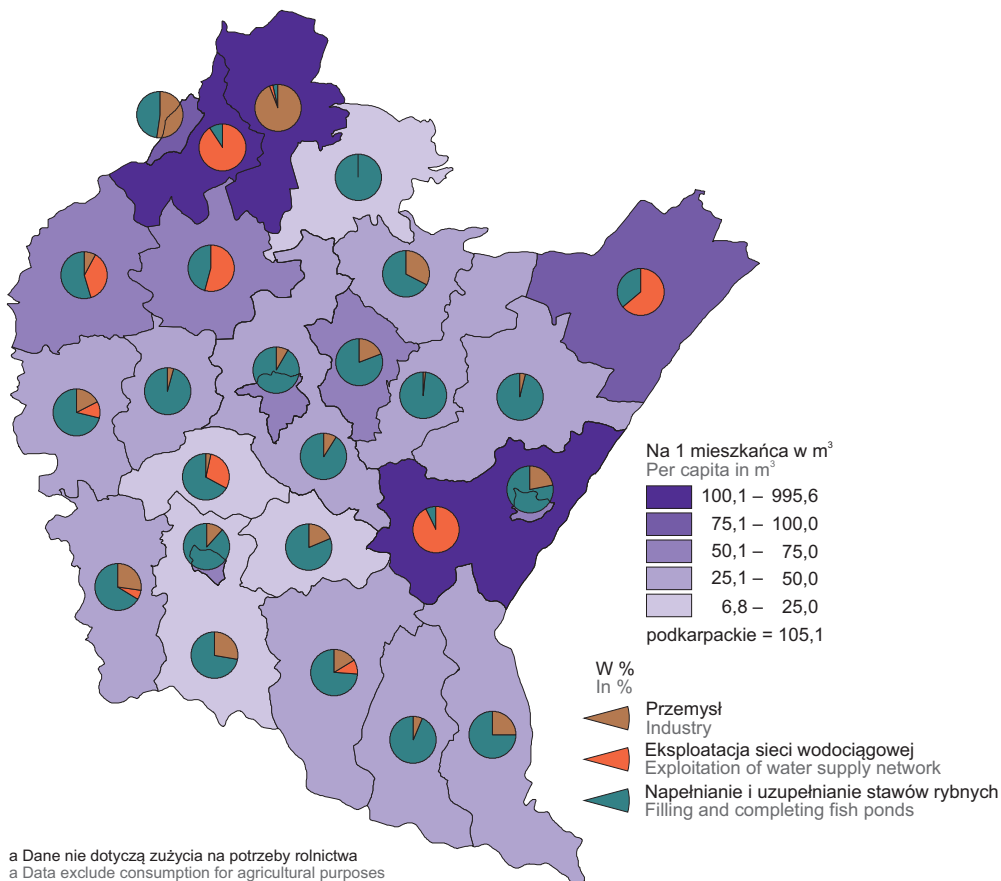 Na 1 mieszkańca w m³
Per capita in m³
100,1 – 995,6
75,1 – 100,0
50,1 – 75,0
25,1 – 50,0
6,8 – 25,0
podkarpackie = 105,1
W %
In %
Przemysł
Industry
Eksploatacja sieci wodociągowej
Exploitation of water supply network
Napełnianie i uzupełnianie stawów rybnych
Filling and completing fish ponds
a Dane nie dotyczą zużycia na potrzeby rolnictwa
a Data exclude consumption for agricultural purposes